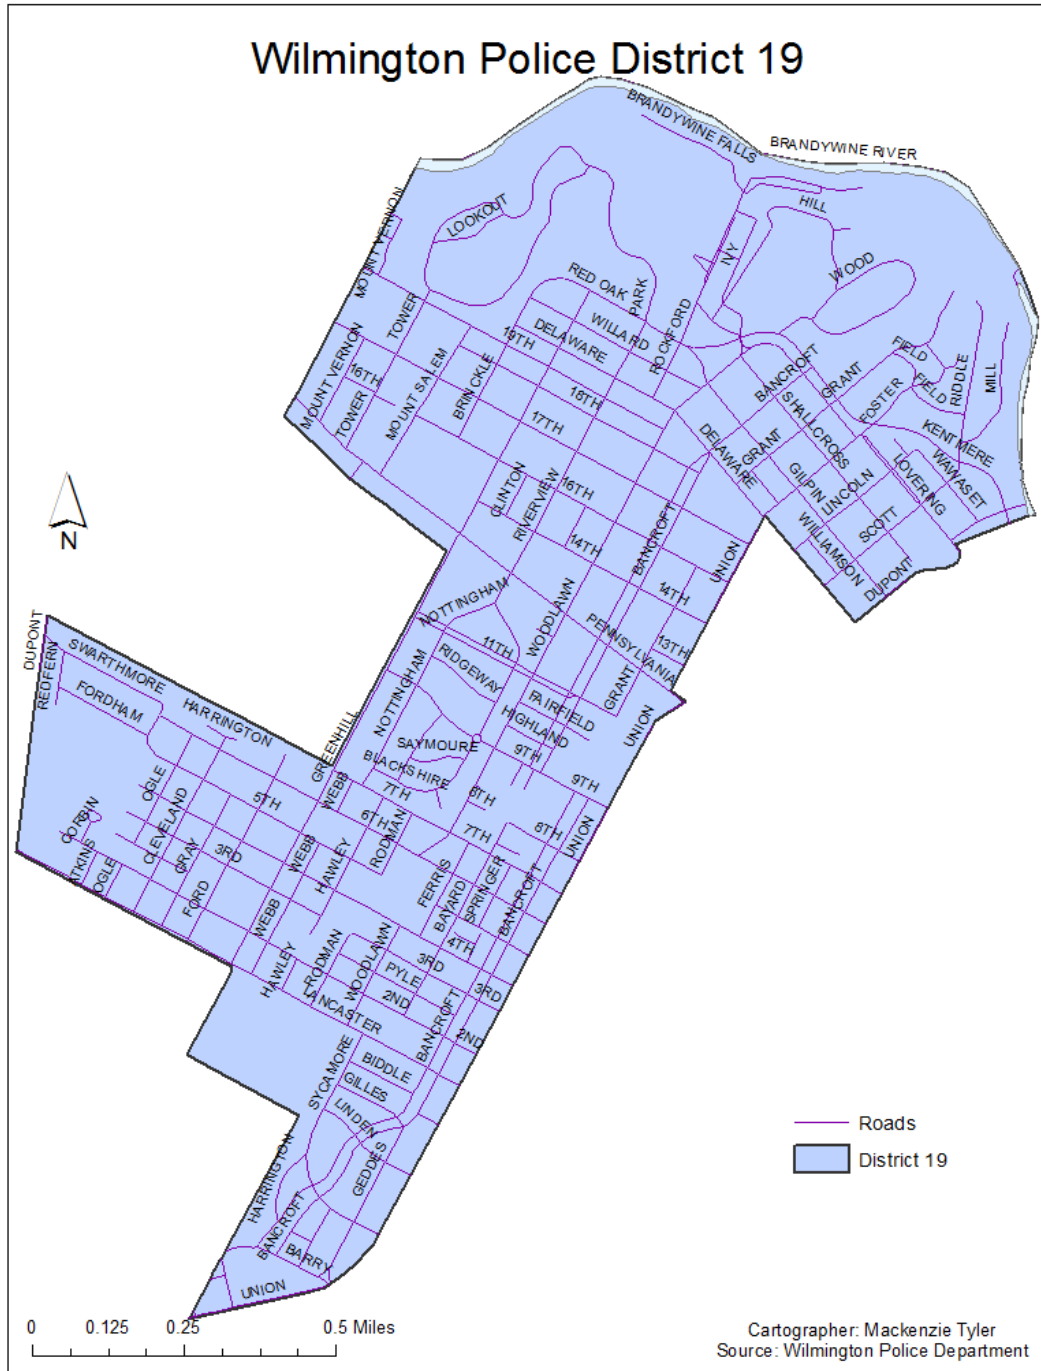 Wilmington Police District 19
BRANDYWINE FALLS
BRANDYWINE RIVER
MOUNT VERNON
LOOKOUT
HILL
IVY
WOOD
RED OAK
PARK
TOWER
WILLARD
ROCKFORD
DELAWARE
19TH
MOUNT VERNON
16TH
TOWER
MOUNT SALEM
BRINCKLE
18TH
17TH
BANCROFT
GRANT
FIELD
FIELD
RIDDLE
MILL
FOSTER
SHALLCROSS
KENTMERE
DELAWARE
GRANT
GILPIN
LINCOLN
LOVERING
WAWASET
WILLIAMSON
SCOTT
DUPONT
CLINTON
RIVERVIEW
16TH
14TH
BANCROFT
UNION
14TH
NOTTINGHAM
WOODLAWN
PENNSYLVANIA
13TH
11TH
RIDGEWAY
GRANT
DUPONT
REDFERN
SWARTHMORE
FORDHAM
HARRINGTON
GREENHILL
NOTTINGHAM
FAIRFIELD
HIGHLAND
UNION
SAYMOURE
9TH
9TH
BLACKSHIRE
WEBB
7TH
6TH
6TH
7TH
8TH
UNION
OGLE
5TH
CORBIN
CLEVELAND
RODMAN
3RD
GRAY
WEBB
HAWLEY
ATKINS
OGLE
FORD
WEBB
FERRIS
BAYARD
SPRINGER
BANCROFT
HAWLEY
RODMAN
WOODLAWN
4TH
3RD
PYLE
3RD
2ND
LANCASTER
BANCROFT
2ND
SYCAMORE
BIDDLE
GILLES
LINDEN
GEDDES
HARRINGTON
BANCROFT
BARRY
UNION
N
Roads
District 19
0 0.125 0.25 0.5 Miles
Cartographer: Mackenzie Tyler
Source: Wilmington Police Department